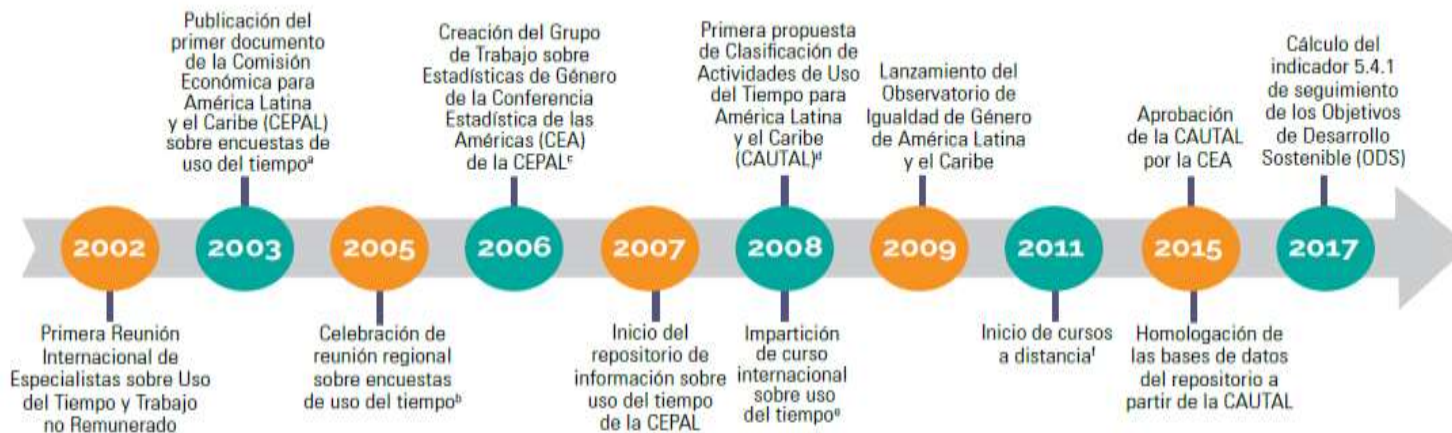 Publicación del
primer documento
de la Comisión
Económica para
América Latina
y el Caribe (CEPAL)
sobre encuestas de
uso del tiempoᵃ
Creación del Grupo
de Trabajo sobre
Estadísticas de Género
de la Conferencia
Estadística de las
Américas (CEA)
de la CEPALᶜ
Primera propuesta
de Clasificación de
Actividades de Uso
del Tiempo para
América Latina
y el Caribe
(CAUTAL)ᵈ
Lanzamiento del
Observatorio de
Igualdad de Género
de América Latina
y el Caribe
Aprobación
de la CAUTAL
por la CEA
Cálculo del
indicador 5.4.1
de seguimiento
de los Objetivos
de Desarrollo
Sostenible (ODS)
2002
2003
2005
2006
2007
2008
2009
2011
2015
2017
Primera Reunión
Internacional de
Especialistas sobre Uso
del Tiempo y Trabajo
no Remunerado
Celebración de
reunión regional
sobre encuestas
de uso del tiempoᵇ
Inicio del
repositorio de
información sobre
uso del tiempo
de la CEPAL
Impartición
de curso
internacional
sobre uso
del tiempoᵉ
Inicio de cursos
a distanciaᶠ
Homologación de
las bases de datos
del repositorio a
partir de la CAUTAL